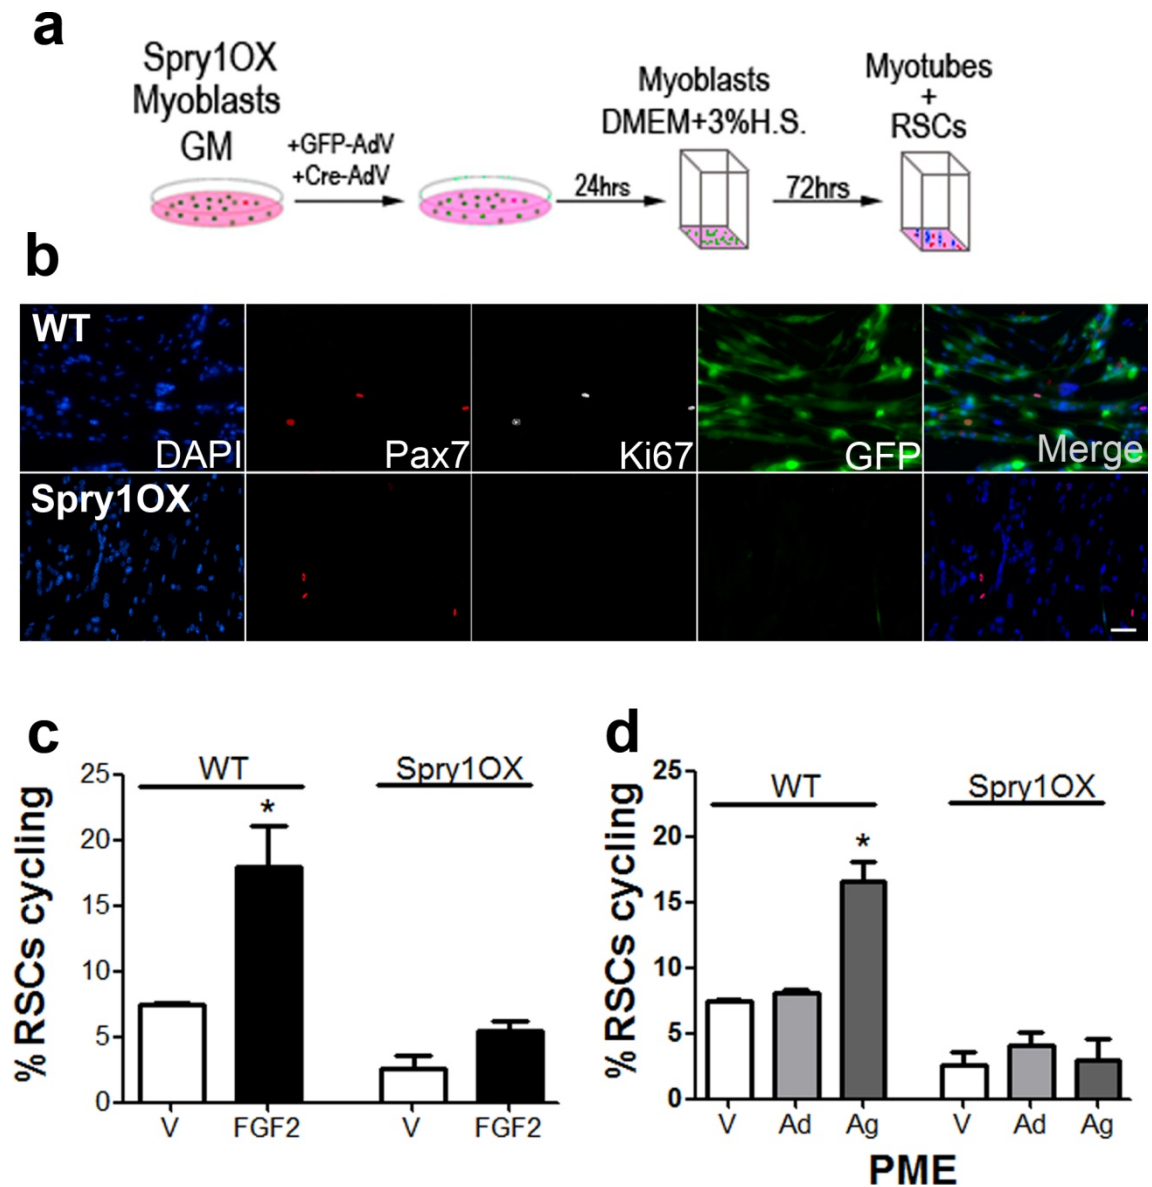 a
Spry1OX
Myoblasts
GM
+GFP-AdV
+Cre-AdV
24hrs
Myoblasts
DMEM+3%H.S.
72hrs
Myotubes
+
RSCs
b
WT
DAPI
Pax7
Ki67
GFP
Merge
Spry1OX
c
% RSCs cycling
25
20
15
10
5
0
WT
*
Spry1OX
V
FGF2
V
FGF2
d
% RSCs cycling
25
20
15
10
5
0
WT
*
Spry1OX
V
Ad
Ag
V
Ad
Ag
PME